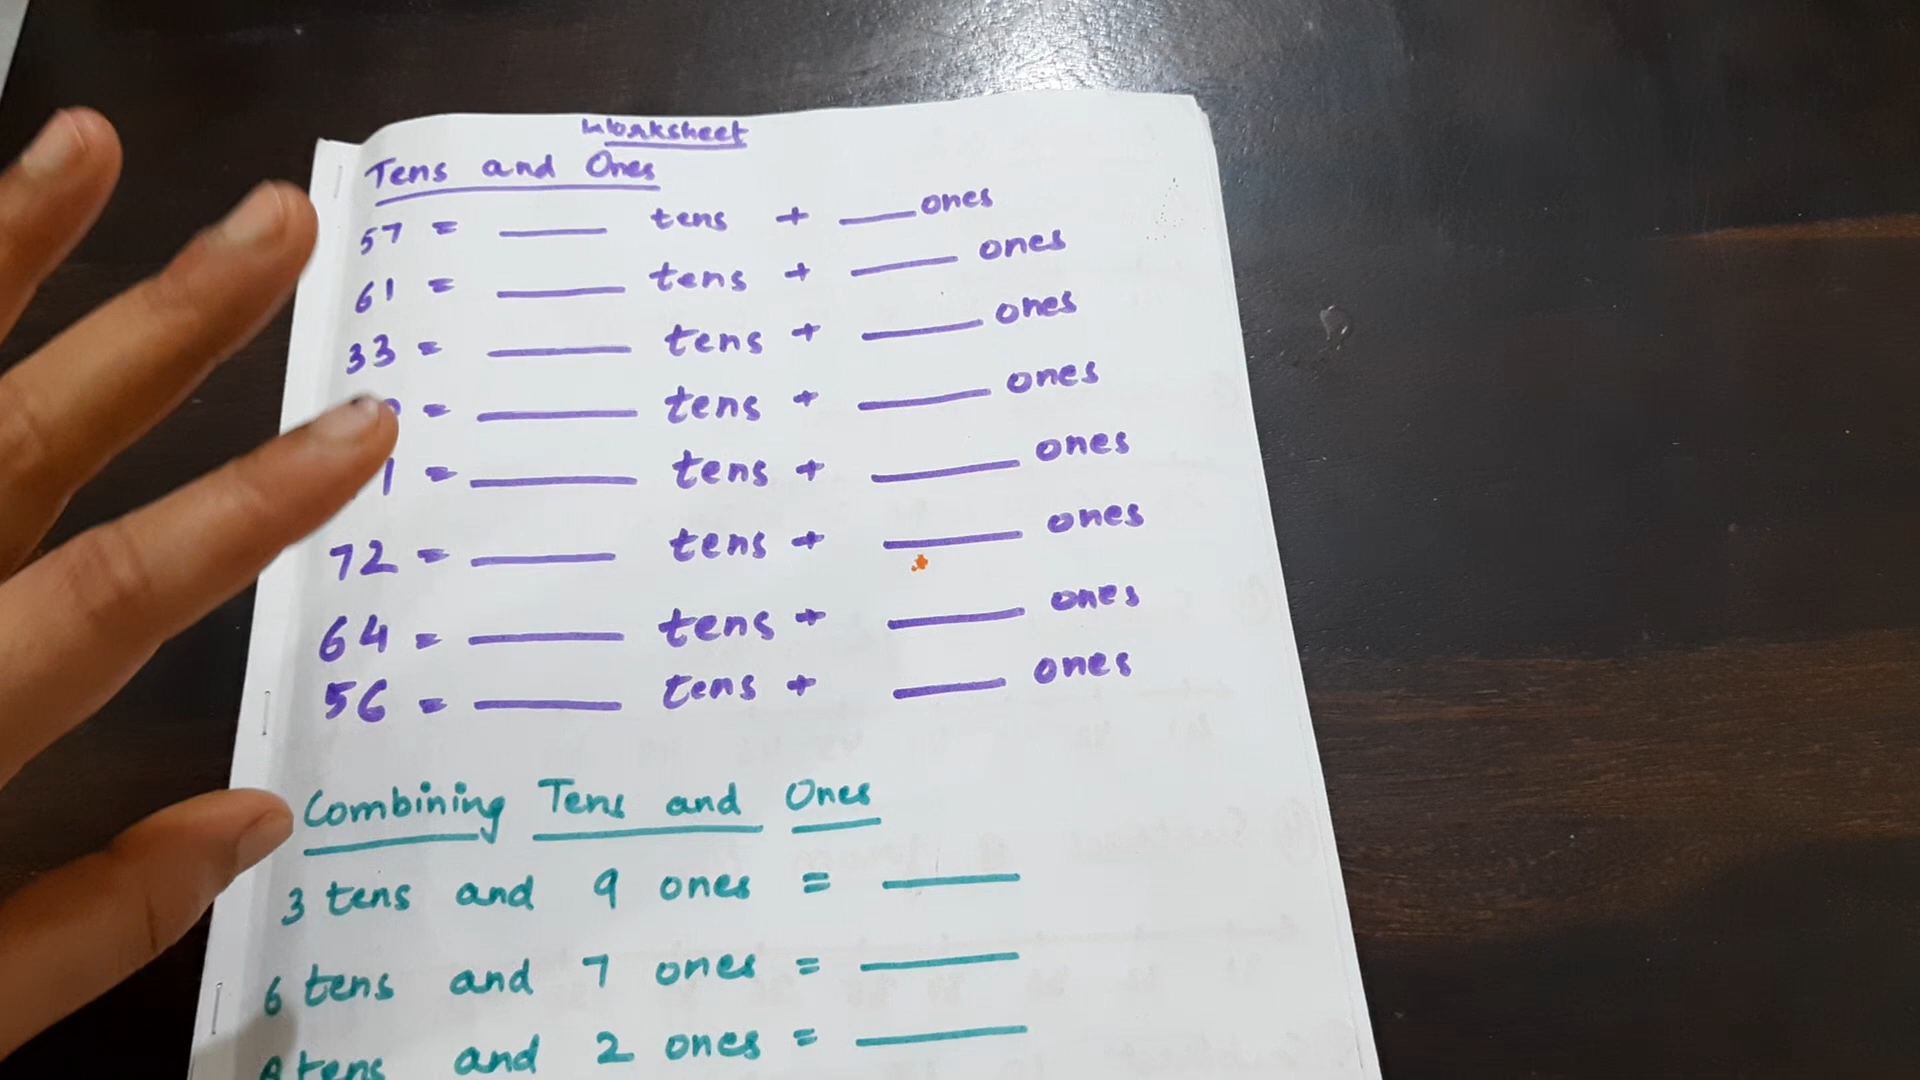 Worksheet
Tens and Ones
57 = ____ tens + ____ ones
61 = ____ tens + ____ ones
33 = ____ tens + ____ ones
= ____ tens + ____ ones
1 = ____ tens + ____ ones
72 = ____ tens + ____ ones
64 = ____ tens + ____ ones
56 = ____ tens + ____ ones
Combining Tens and Ones
3 tens and 9 ones = ____
6 tens and 7 ones = ____
tens and 2 ones = ____